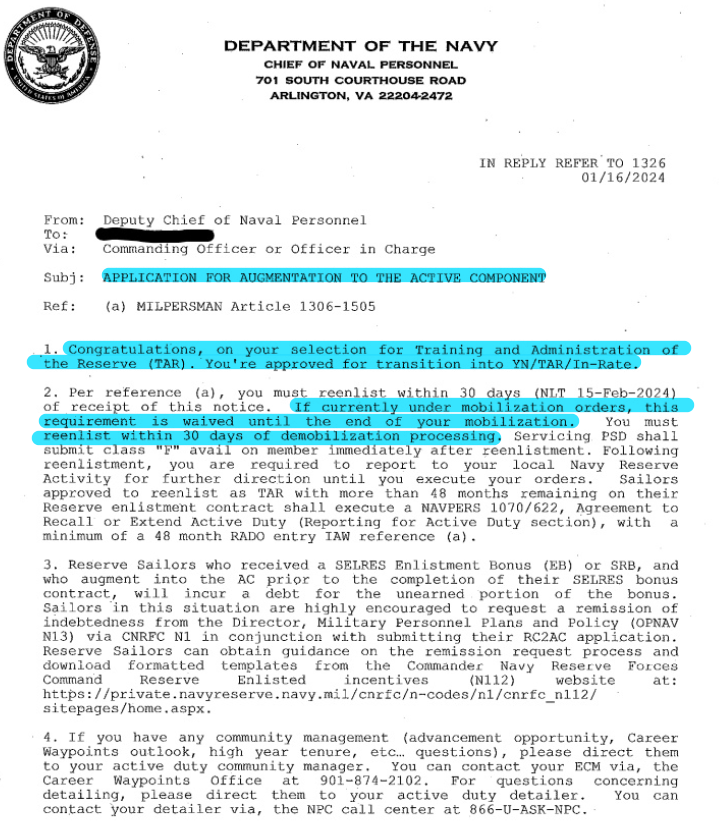 DEPARTMENT OF DEFENSE
UNITED STATES OF AMERICA
DEPARTMENT OF THE NAVY
CHIEF OF NAVAL PERSONNEL
701 SOUTH COURTHOUSE ROAD
ARLINGTON, VA 22204-2472
IN REPLY REFER TO 1326
01/16/2024
From: Deputy Chief of Naval Personnel
To:
Via: Commanding Officer or Officer in Charge
Subj: APPLICATION FOR AUGMENTATION TO THE ACTIVE COMPONENT
Ref: (a) MILPERSMAN Article 1306-1505
1. Congratulations, on your selection for Training and Administration of
the Reserve (TAR). You're approved for transition into YN/TAR/In-Rate.
2. Per reference (a), you must reenlist within 30 days (NLT 15-Feb-2024)
of receipt of this notice. If currently under mobilization orders, this
requirement is waived until the end of your mobilization. You must
reenlist within 30 days of demobilization processing. Servicing PSD shall
submit class "F" avail on member immediately after reenlistment. Following
reenlistment, you are required to report to your local Navy Reserve
Activity for further direction until you execute your orders. Sailors
approved to reenlist as TAR with more than 48 months remaining on their
Reserve enlistment contract shall execute a NAVPERS 1070/622, Agreement to
Recall or Extend Active Duty (Reporting for Active Duty section), with a
minimum of a 48 month RADO entry IAW reference (a).
3. Reserve Sailors who received a SELRES Enlistment Bonus (EB) or SRB, and
who augment into the AC prior to the completion of their SELRES bonus
contract, will incur a debt for the unearned portion of the bonus.
Sailors in this situation are highly encouraged to request a remission of
indebtedness from the Director, Military Personnel Plans and Policy (OPNAV
N13) via CNRFC N1 in conjunction with submitting their RC2AC application.
Reserve Sailors can obtain guidance on the remission request process and
download formatted templates from the Commander Navy Reserve Forces
Command Reserve Enlisted incentives (N112) website at:
https://private.navyreserve.navy.mil/cnrfc/n-codes/n1/cnrfc_n112/
sitepages/home.aspx.
4. If you have any community management (advancement opportunity, Career
Waypoints outlook, high year tenure, etc… questions), please direct them
to your active duty community manager. You can contact your ECM via, the
Career Waypoints Office at 901-874-2102. For questions concerning
detailing, please direct them to your active duty detailer. You can
contact your detailer via, the NPC call center at 866-U-ASK-NPC.